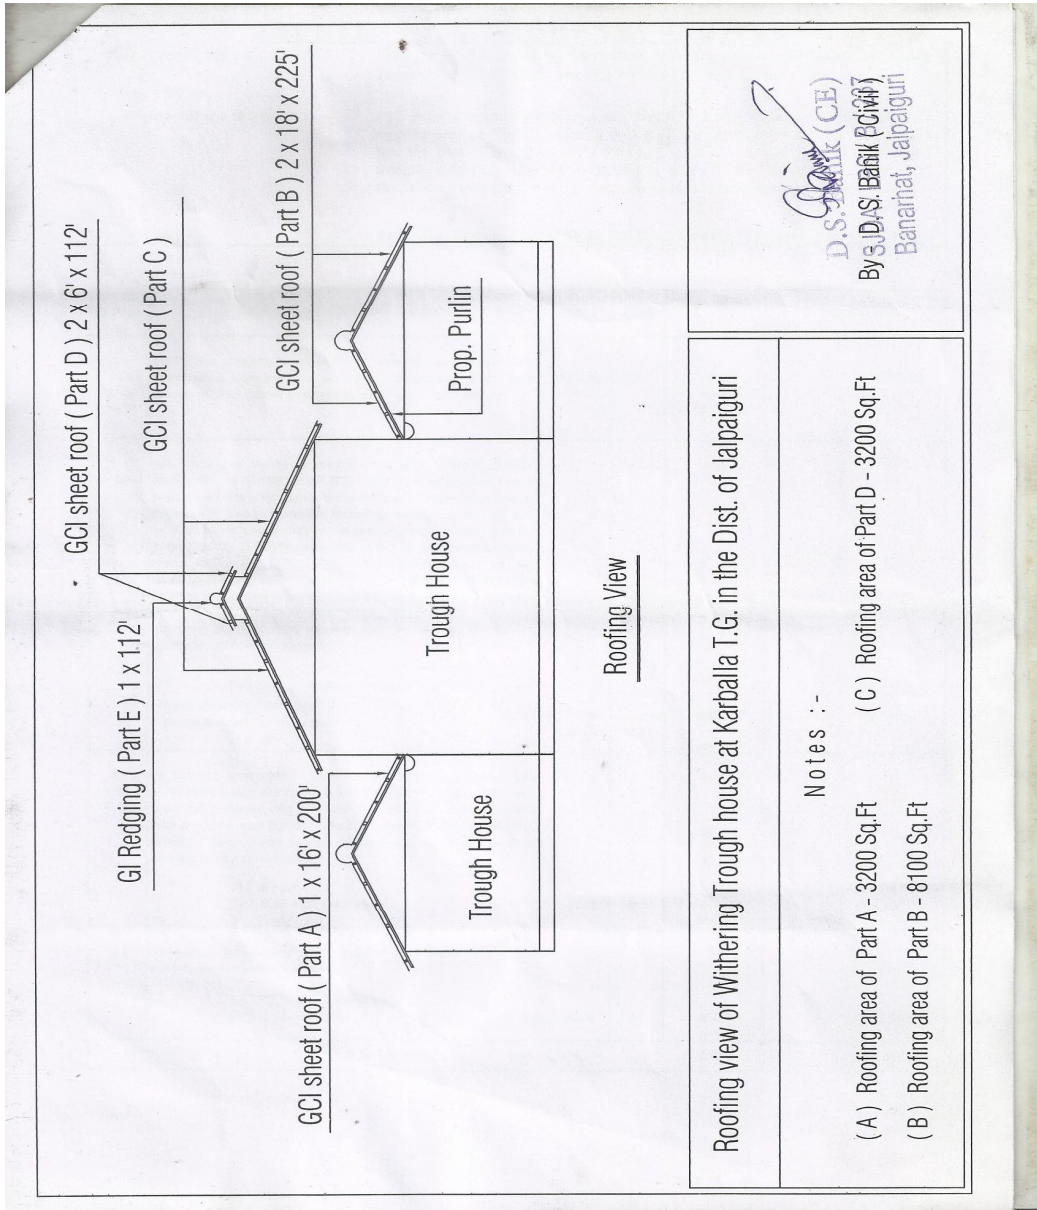 GCI sheet roof ( Part D ) 2 x 6' x 112'
GI Redging ( Part E ) 1 x 112'
GCI sheet roof ( Part C )
GCI sheet roof ( Part A ) 1 x 16' x 200'
GCI sheet roof ( Part B ) 2 x 18' x 225'
Trough House
Trough House
Prop. Purlin
Roofing View
Roofing view of Withering Trough house at Karballa T.G. in the Dist. of Jalpaiguri
Notes :-
( A ) Roofing area of Part A - 3200 Sq.Ft
( B ) Roofing area of Part B - 8100 Sq.Ft
( C ) Roofing area of Part D - 3200 Sq.Ft
D.S. Banik (CE)
By : D.S. Banik ( Civil )
Banarhat, Jalpaiguri